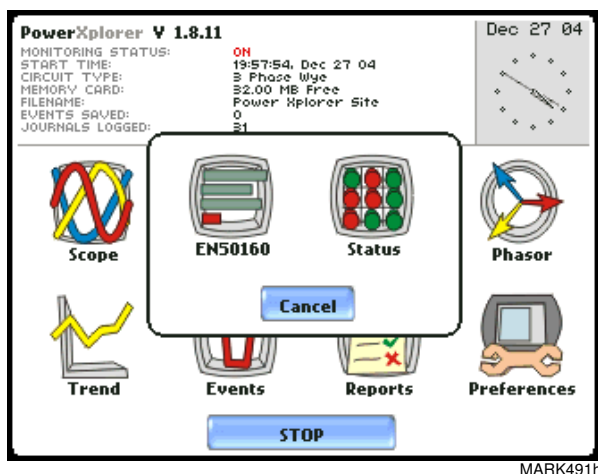 PowerXplorer V 1.8.11
Dec 27 04
MONITORING STATUS: ON
START TIME: 19:57:54, Dec 27 04
CIRCUIT TYPE: 3 Phase Wye
MEMORY CARD: 32.00 MB Free
FILENAME: Power Xplorer Site
EVENTS SAVED: 0
JOURNALS LOGGED: 31
Scope
EN50160
Status
Phasor
Cancel
Trend
Events
Reports
Preferences
STOP
MARK491h